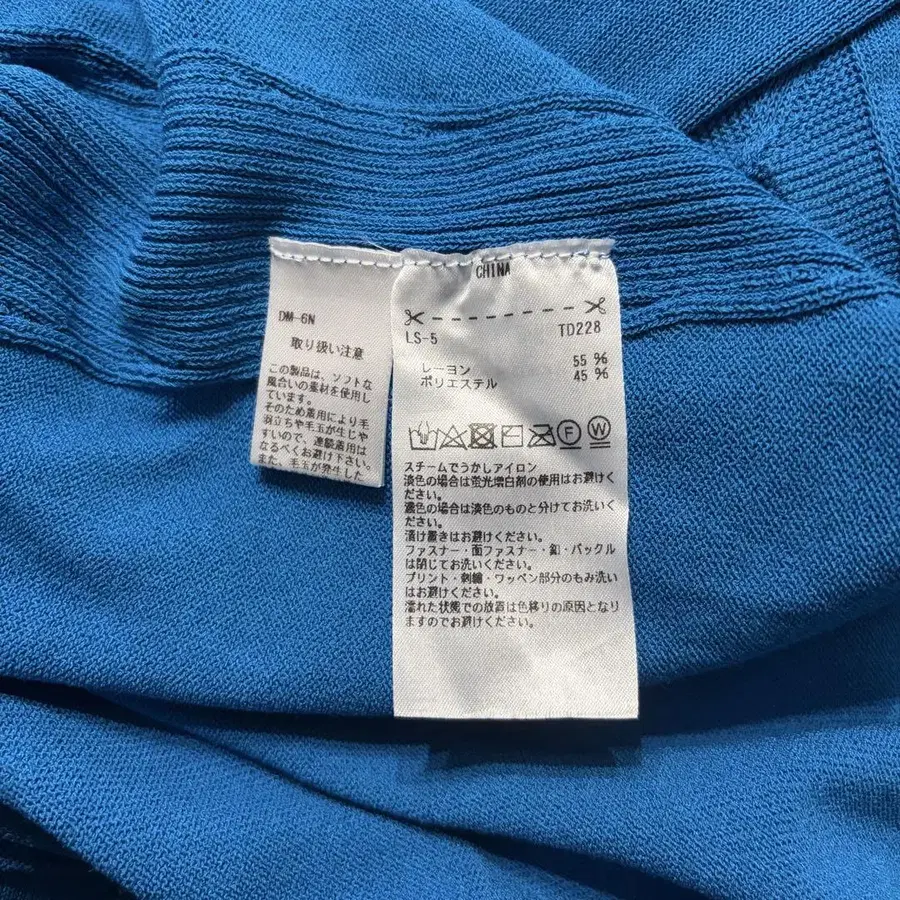 DM-6N
取り扱い注意
この製品は、ソフトな
風合いの素材を使用し
ています。
そのため着用により毛
羽立ちや毛玉が生じや
すいので、連続着用は
なるべくお避け下さい。
また、毛玉が発生した
CHINA
LS-5 TD228
レーヨン 55 %
ポリエステル 45 %
F W
スチームでうかしアイロン
淡色の場合は蛍光増白剤の使用はお避けく
ださい。
濃色の場合は淡色のものと分けてお洗いく
ださい。
漬け置きはお避けください。
ファスナー・面ファスナー・釦・バックル
は閉じてお洗いください。
プリント・刺繍・ワッペン部分のもみ洗い
はお避けください。
濡れた状態での放置は色移りの原因となり
ますのでお避けください。